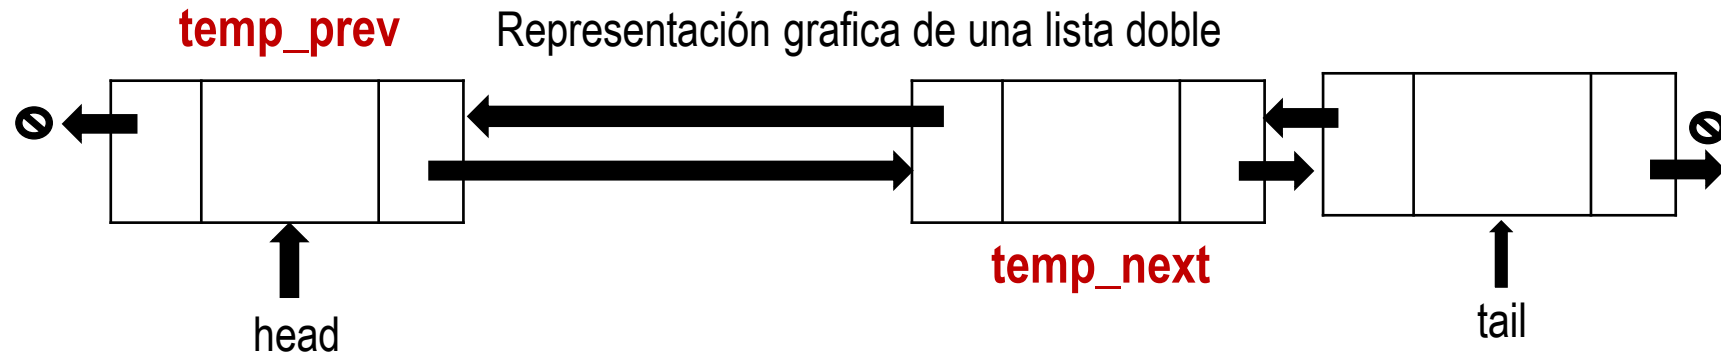 temp_prev
Representación grafica de una lista doble
temp_next
head
tail